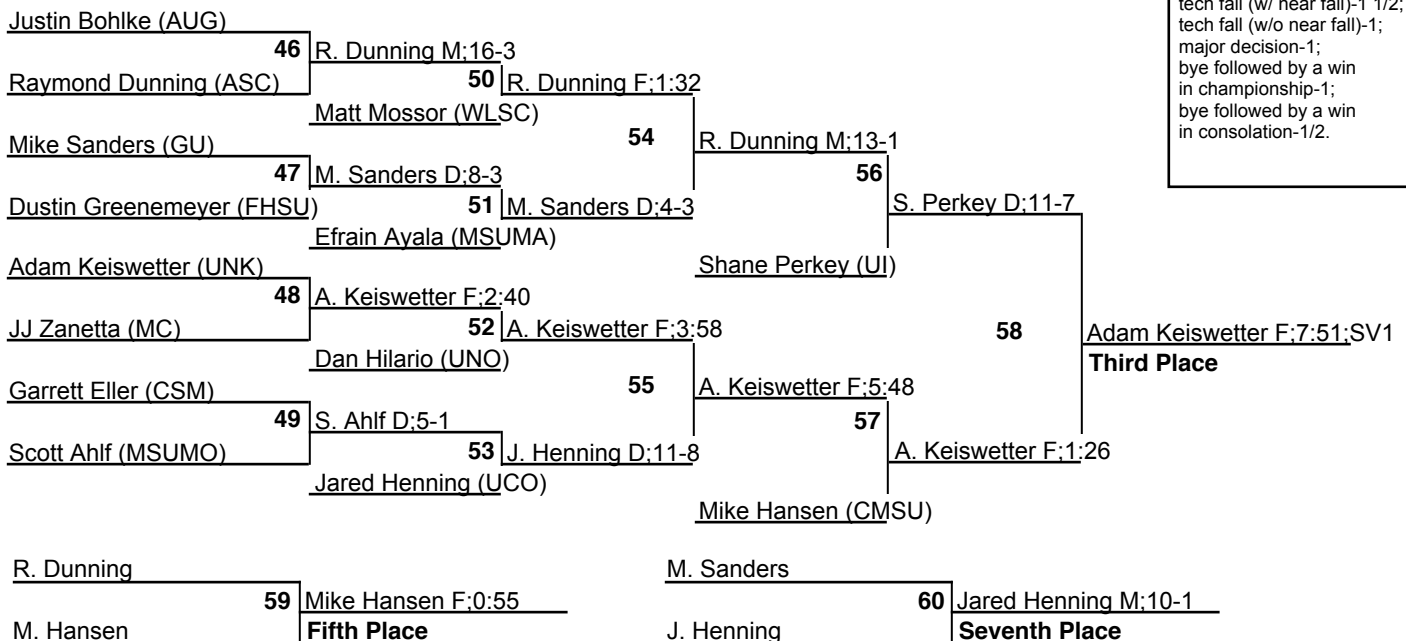 tech fall (w/ near fall)-1 1/2;
tech fall (w/o near fall)-1;
major decision-1;
bye followed by a win
in championship-1;
bye followed by a win
in consolation-1/2.
Justin Bohlke (AUG)
46 R. Dunning M;16-3
Raymond Dunning (ASC)
50 R. Dunning F;1:32
Matt Mossor (WLSC)
54 R. Dunning M;13-1
Mike Sanders (GU)
47 M. Sanders D;8-3
Dustin Greenemeyer (FHSU)
51 M. Sanders D;4-3
Efrain Ayala (MSUMA)
56 S. Perkey D;11-7
Shane Perkey (UI)
Adam Keiswetter (UNK)
48 A. Keiswetter F;2:40
JJ Zanetta (MC)
52 A. Keiswetter F;3:58
Dan Hilario (UNO)
58 Adam Keiswetter F;7:51;SV1
Third Place
Garrett Eller (CSM)
55 A. Keiswetter F;5:48
49 S. Ahlf D;5-1
57 A. Keiswetter F;1:26
Scott Ahlf (MSUMO)
53 J. Henning D;11-8
Jared Henning (UCO)
Mike Hansen (CMSU)
R. Dunning
59 Mike Hansen F;0:55
M. Hansen
Fifth Place
M. Sanders
60 Jared Henning M;10-1
J. Henning
Seventh Place